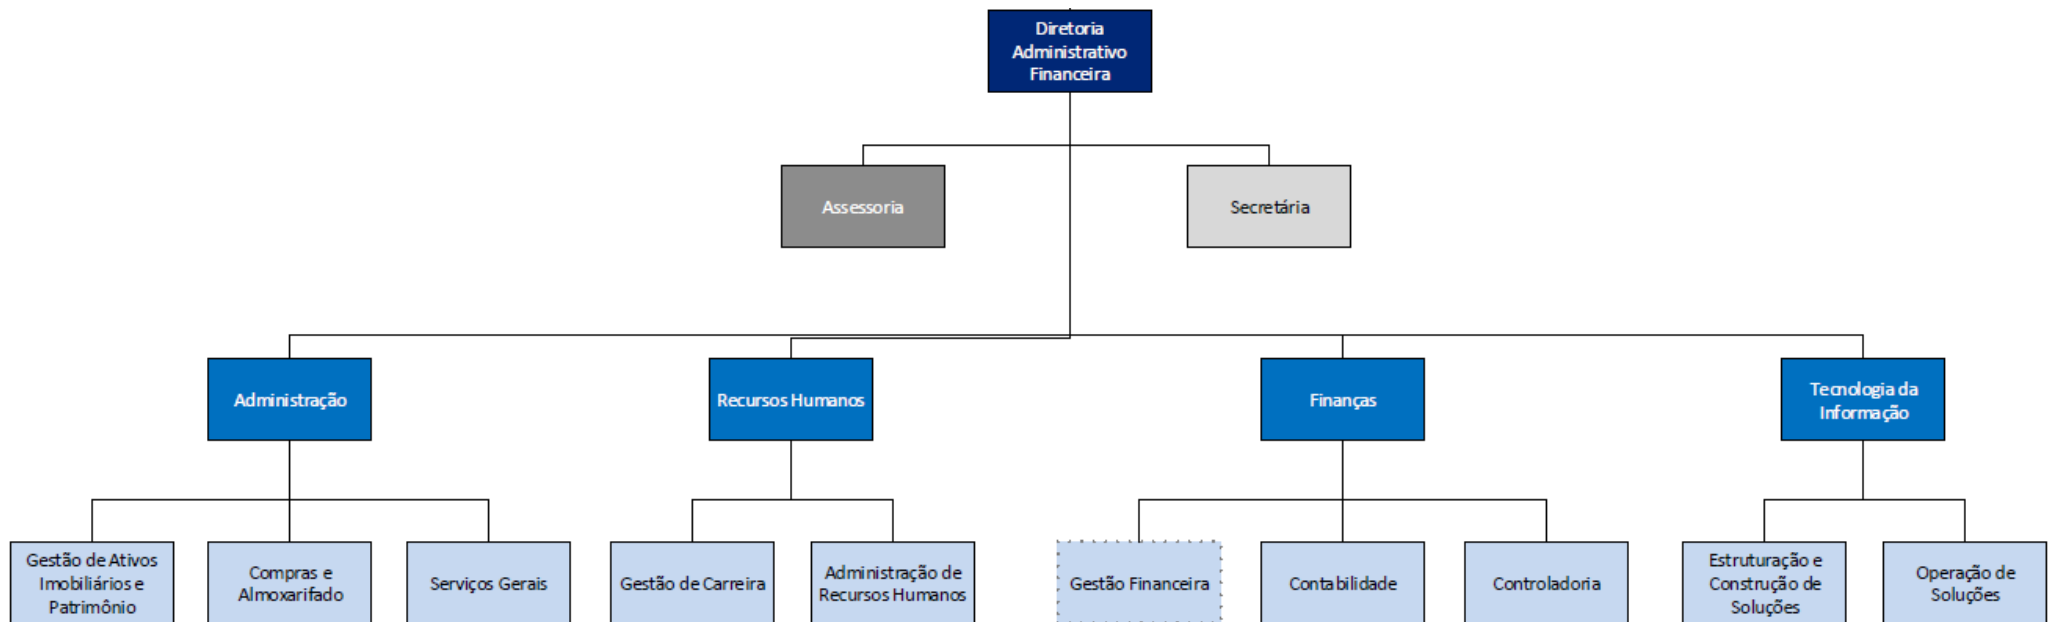 Diretoria
Administrativo
Financeira
Assessoria
Secretária
Administração
Recursos Humanos
Finanças
Tecnologia da
Informação
Gestão de Ativos
Imobiliários e
Patrimônio
Compras e
Almoxarifado
Serviços Gerais
Gestão de Carreira
Administração de
Recursos Humanos
Gestão Financeira
Contabilidade
Controladoria
Estruturação e
Construção de
Soluções
Operação de
Soluções